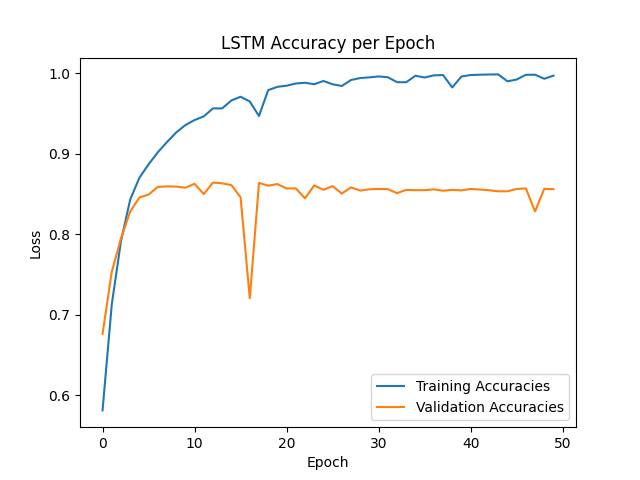 LSTM Accuracy per Epoch
1.0
0.9
0.8
0.7
0.6
Loss
0
10
20
30
40
50
Epoch
Training Accuracies
Validation Accuracies